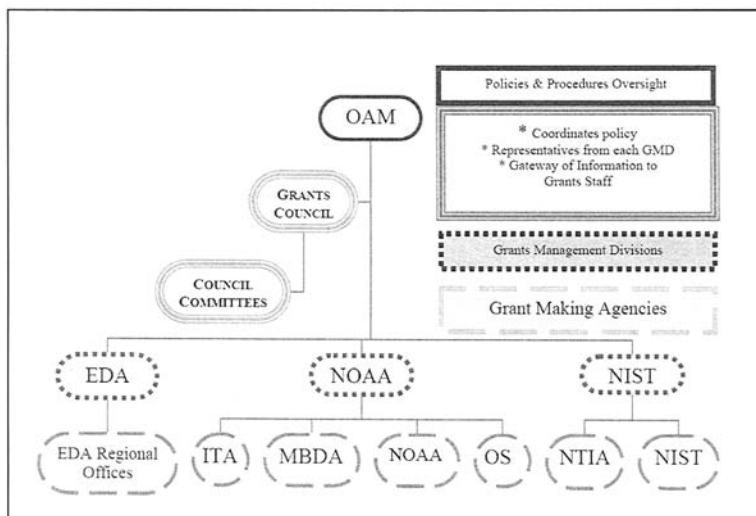 OAM
Policies & Procedures Oversight
* Coordinates policy
* Representatives from each GMD
* Gateway of Information to
Grants Staff
GRANTS
COUNCIL
COUNCIL
COMMITTEES
Grants Management Divisions
Grant Making Agencies
EDA
NOAA
NIST
EDA Regional
Offices
ITA
MBDA
NOAA
OS
NTIA
NIST